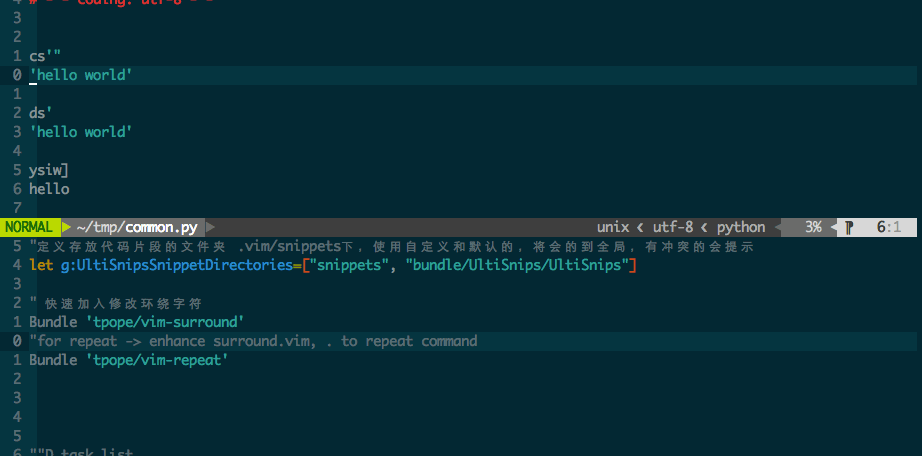 3
2
1 cs'"
0 'hello world'
1
2 ds'
3 'hello world'
4
5 ysiw]
6 hello
7
NORMAL ~/tmp/common.py unix utf-8 python 3% 6:1
5 "定义存放代码片段的文件夹 .vim/snippets下, 使用自定义和默认的, 将会的到全局, 有冲突的会提示
4 let g:UltiSnipsSnippetDirectories=["snippets", "bundle/UltiSnips/UltiSnips"]
3
2 " 快速加入修改环绕字符
1 Bundle 'tpope/vim-surround'
0 "for repeat -> enhance surround.vim, . to repeat command
1 Bundle 'tpope/vim-repeat'
2
3
4
5
6 ""D task list